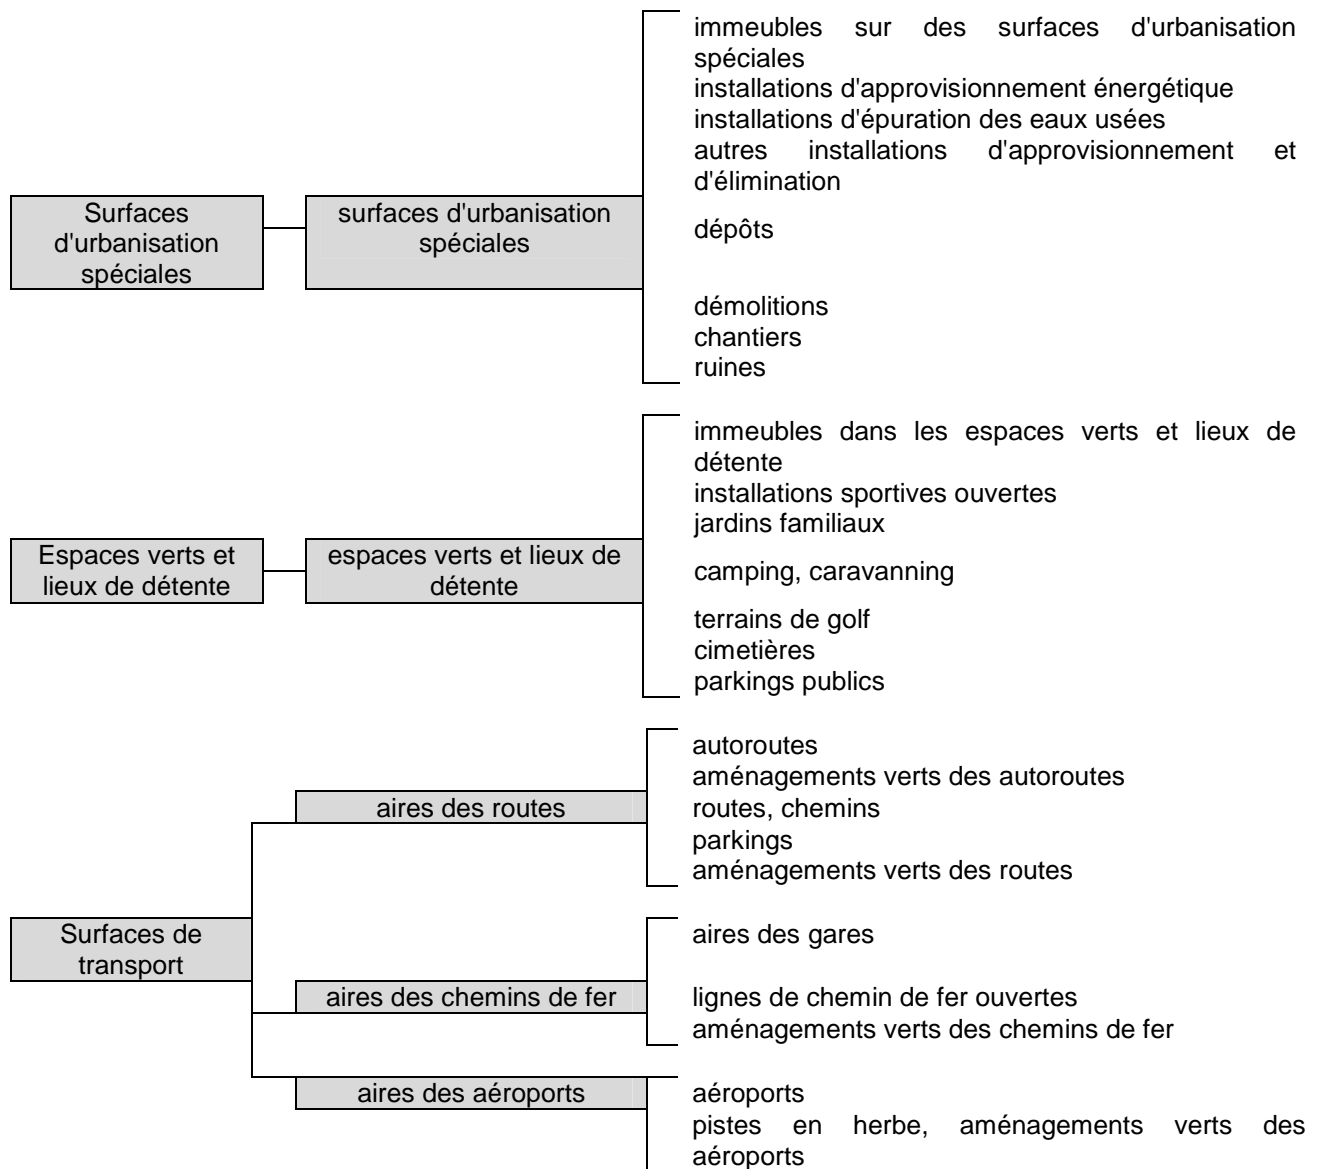 immeubles sur des surfaces d'urbanisation
spéciales
installations d'approvisionnement énergétique
installations d'épuration des eaux usées
autres installations d'approvisionnement et
d'élimination
Surfaces
d'urbanisation
spéciales
surfaces d'urbanisation
spéciales
dépôts
démolitions
chantiers
ruines
immeubles dans les espaces verts et lieux de
détente
installations sportives ouvertes
jardins familiaux
Espaces verts et
lieux de détente
espaces verts et lieux de
détente
camping, caravanning
terrains de golf
cimetières
parkings publics
autoroutes
aménagements verts des autoroutes
aires des routes
routes, chemins
parkings
aménagements verts des routes
Surfaces de
transport
aires des gares
aires des chemins de fer
lignes de chemin de fer ouvertes
aménagements verts des chemins de fer
aires des aéroports
aéroports
pistes en herbe, aménagements verts des
aéroports